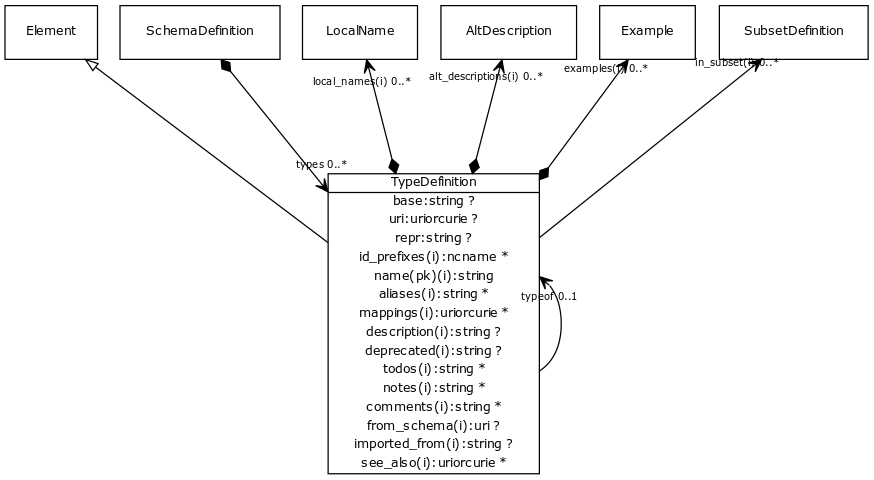 Element
SchemaDefinition
LocalName
AltDescription
Example
SubsetDefinition
local_names(i) 0..*
alt_descriptions(i) 0..*
examples(i) 0..*
in_subset(i) 0..*
types 0..*
TypeDefinition
base:string ?
uri:uriorcurie ?
repr:string ?
id_prefixes(i):ncname *
name(pk)(i):string
aliases(i):string *
mappings(i):uriorcurie *
description(i):string ?
deprecated(i):string ?
todos(i):string *
notes(i):string *
comments(i):string *
from_schema(i):uri ?
imported_from(i):string ?
see_also(i):uriorcurie *
typeof 0..1